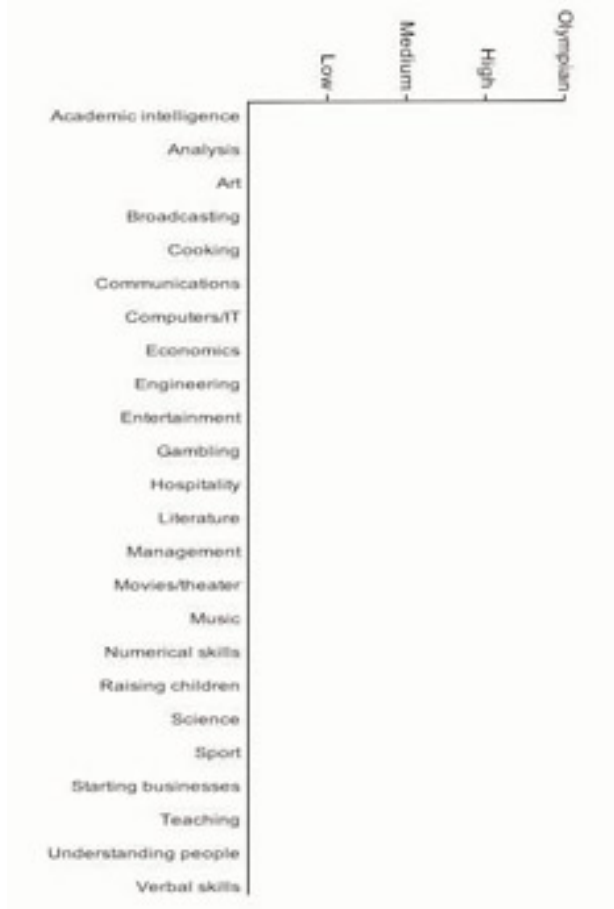 Low
Medium
High
Olympian
Academic intelligence
Analysis
Art
Broadcasting
Cooking
Communications
Computers/IT
Economics
Engineering
Entertainment
Gambling
Hospitality
Literature
Management
Movies/theater
Music
Numerical skills
Raising children
Science
Sport
Starting businesses
Teaching
Understanding people
Verbal skills